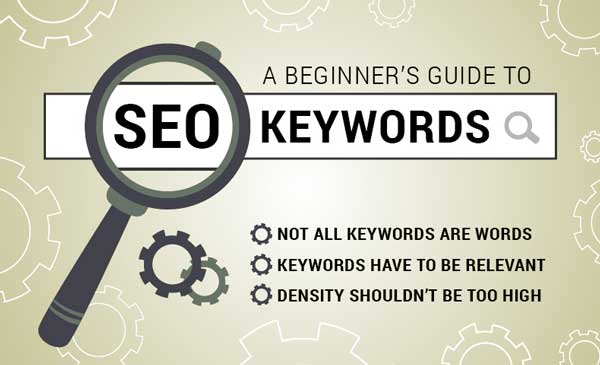 A BEGINNER'S GUIDE TO
SEO KEYWORDS
NOT ALL KEYWORDS ARE WORDS
KEYWORDS HAVE TO BE RELEVANT
DENSITY SHOULDN'T BE TOO HIGH